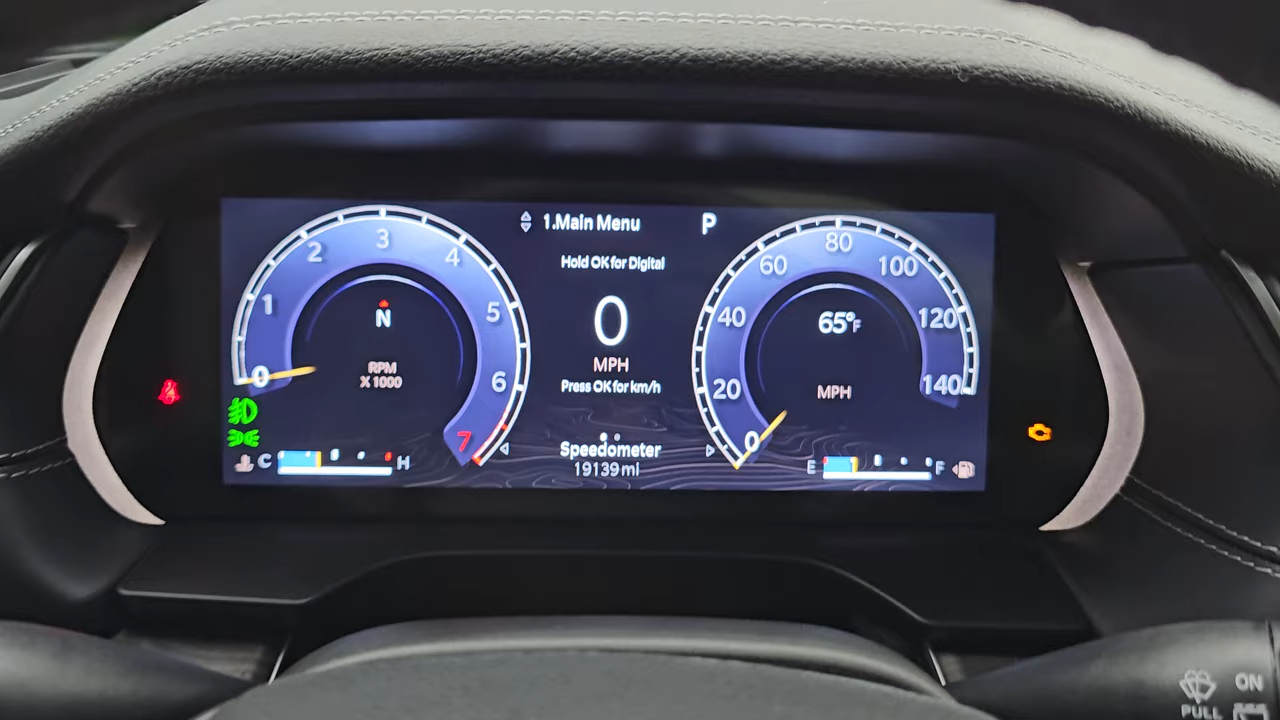 1.Main Menu
P
Hold OK for Digital
0
MPH
Press OK for km/h
Speedometer
19139 mi
0
1
2
3
4
5
6
7
N
RPM
X 1000
C
H
0
20
40
60
80
100
120
140
65°F
MPH
E
F
ON
PULL